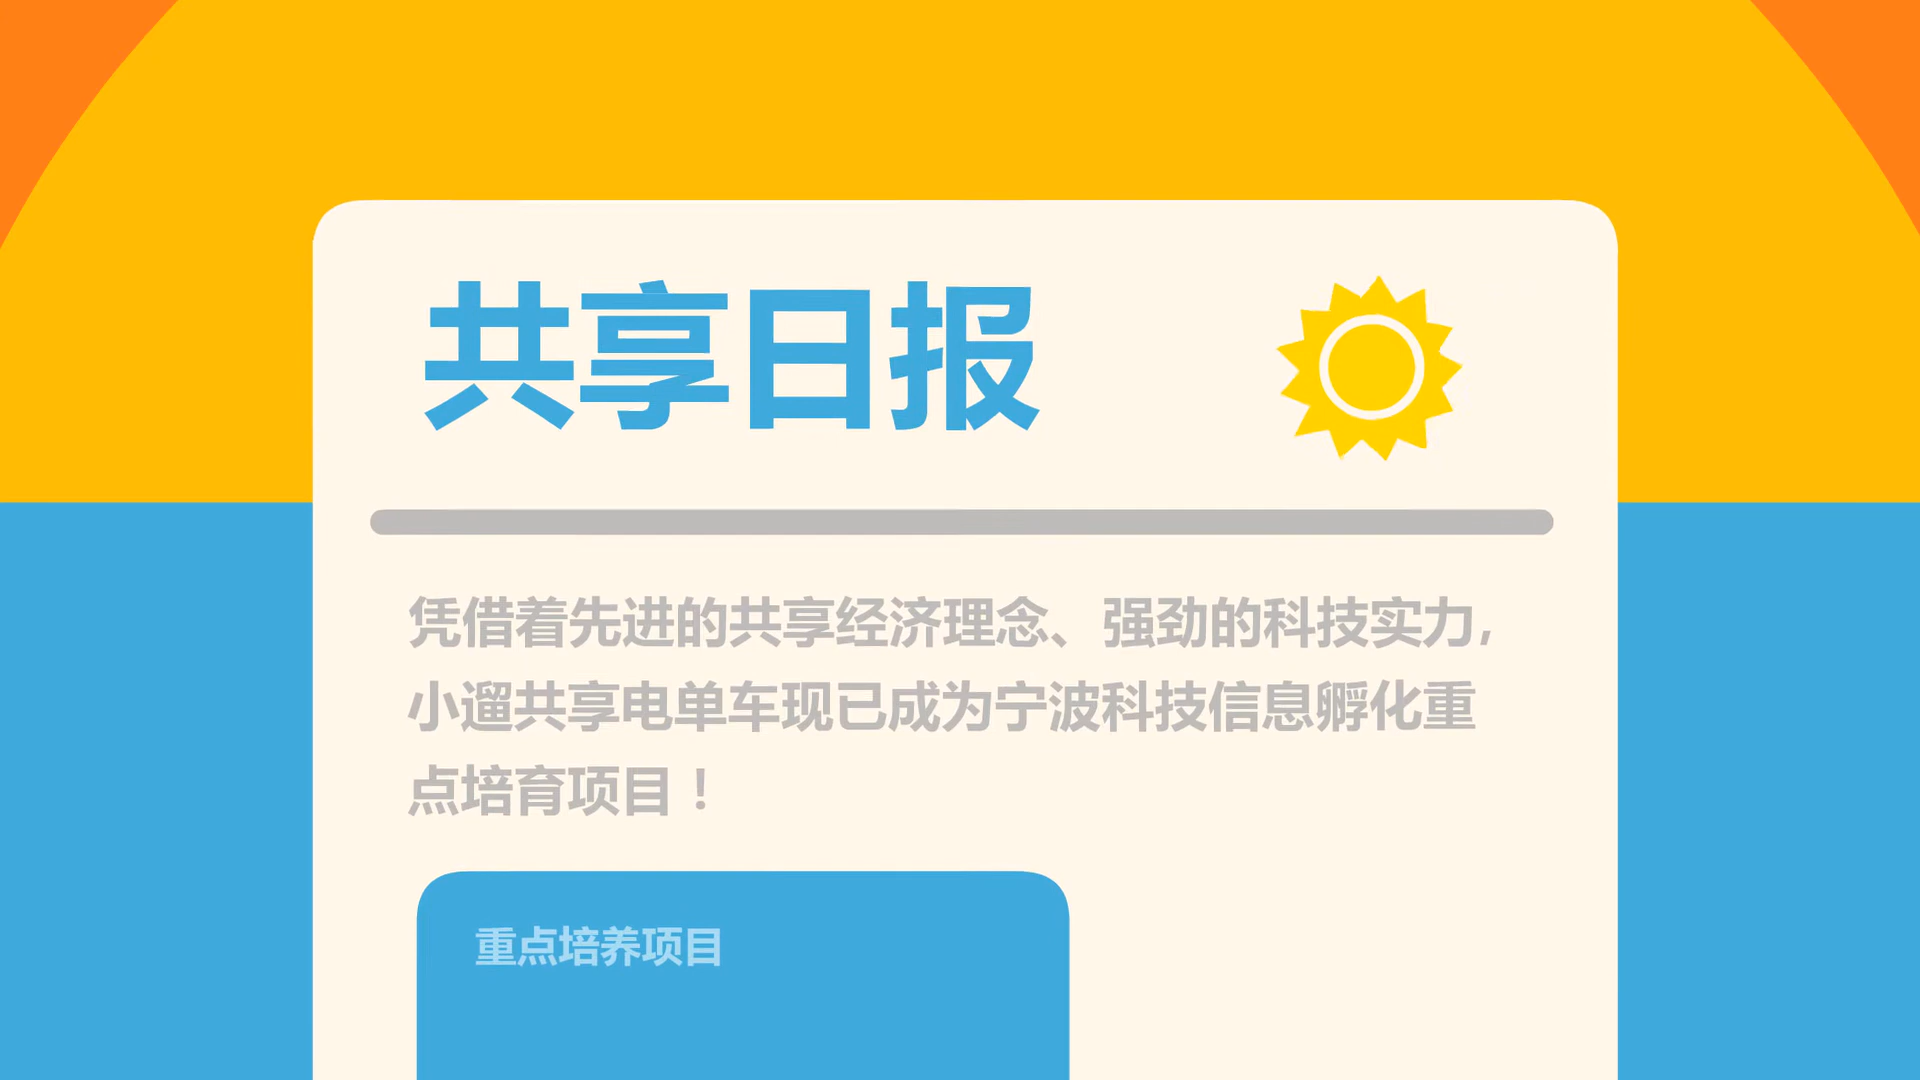 共享日报
凭借着先进的共享经济理念、强劲的科技实力,
小遛共享电单车现已成为宁波科技信息孵化重
点培育项目！
重点培养项目